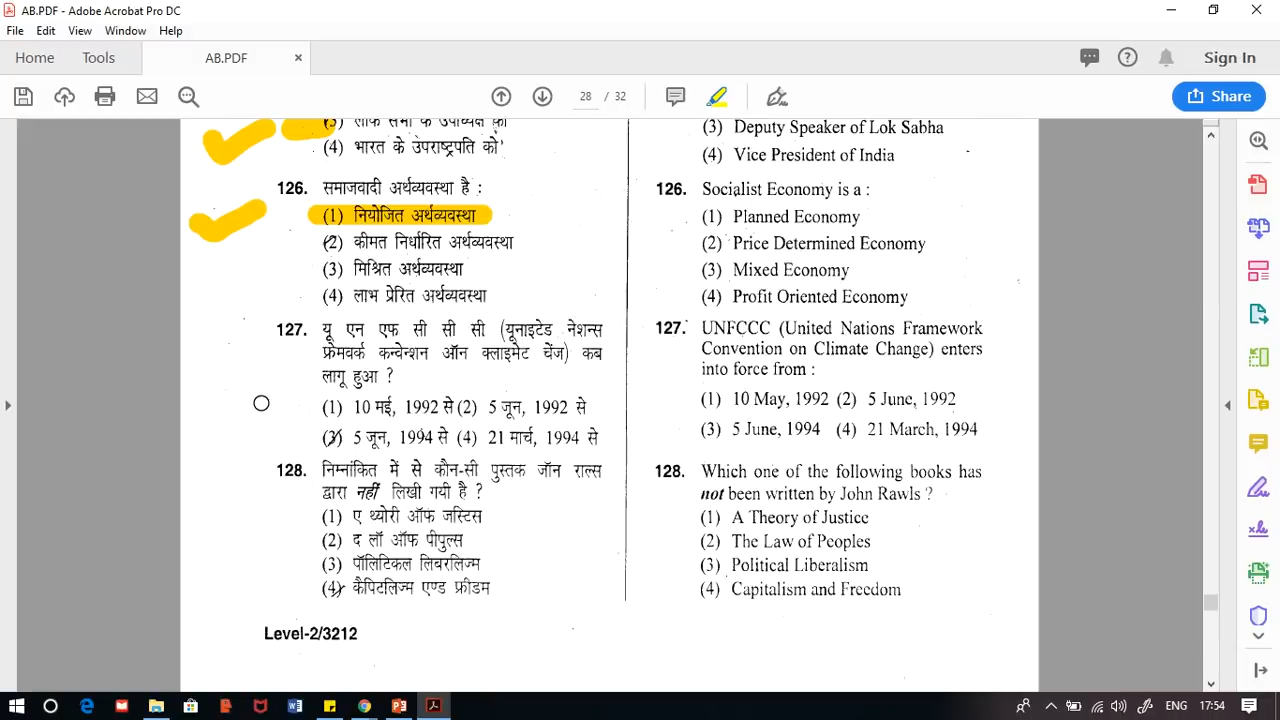 AB.PDF - Adobe Acrobat Pro DC
File Edit View Window Help
Home Tools AB.PDF × Sign In
28 / 32 Share
(3) लोक सभा के उपाध्यक्ष को
(4) भारत के उपराष्ट्रपति को
126. समाजवादी अर्थव्यवस्था है :
(1) नियोजित अर्थव्यवस्था
(2) कीमत निर्धारित अर्थव्यवस्था
(3) मिश्रित अर्थव्यवस्था
(4) लाभ प्रेरित अर्थव्यवस्था
127. यू एन एफ सी सी सी (यूनाइटेड नेशन्स
फ्रेमवर्क कन्वेन्शन ऑन क्लाइमेट चेंज) कब
लागू हुआ ?
(1) 10 मई, 1992 से (2) 5 जून, 1992 से
(3) 5 जून, 1994 से (4) 21 मार्च, 1994 से
128. निम्नांकित में से कौन-सी पुस्तक जॉन राल्स
द्वारा नहीं लिखी गयी है ?
(1) ए थ्योरी ऑफ जस्टिस
(2) द लॉ ऑफ पीपुल्स
(3) पॉलिटिकल लिबरलिज्म
(4) कैपिटलिज्म एण्ड फ्रीडम
Level-2/3212
(3) Deputy Speaker of Lok Sabha
(4) Vice President of India
126. Socialist Economy is a :
(1) Planned Economy
(2) Price Determined Economy
(3) Mixed Economy
(4) Profit Oriented Economy
127. UNFCCC (United Nations Framework
Convention on Climate Change) enters
into force from :
(1) 10 May, 1992 (2) 5 June, 1992
(3) 5 June, 1994 (4) 21 March, 1994
128. Which one of the following books has
not been written by John Rawls ?
(1) A Theory of Justice
(2) The Law of Peoples
(3) Political Liberalism
(4) Capitalism and Freedom
ENG 17:54